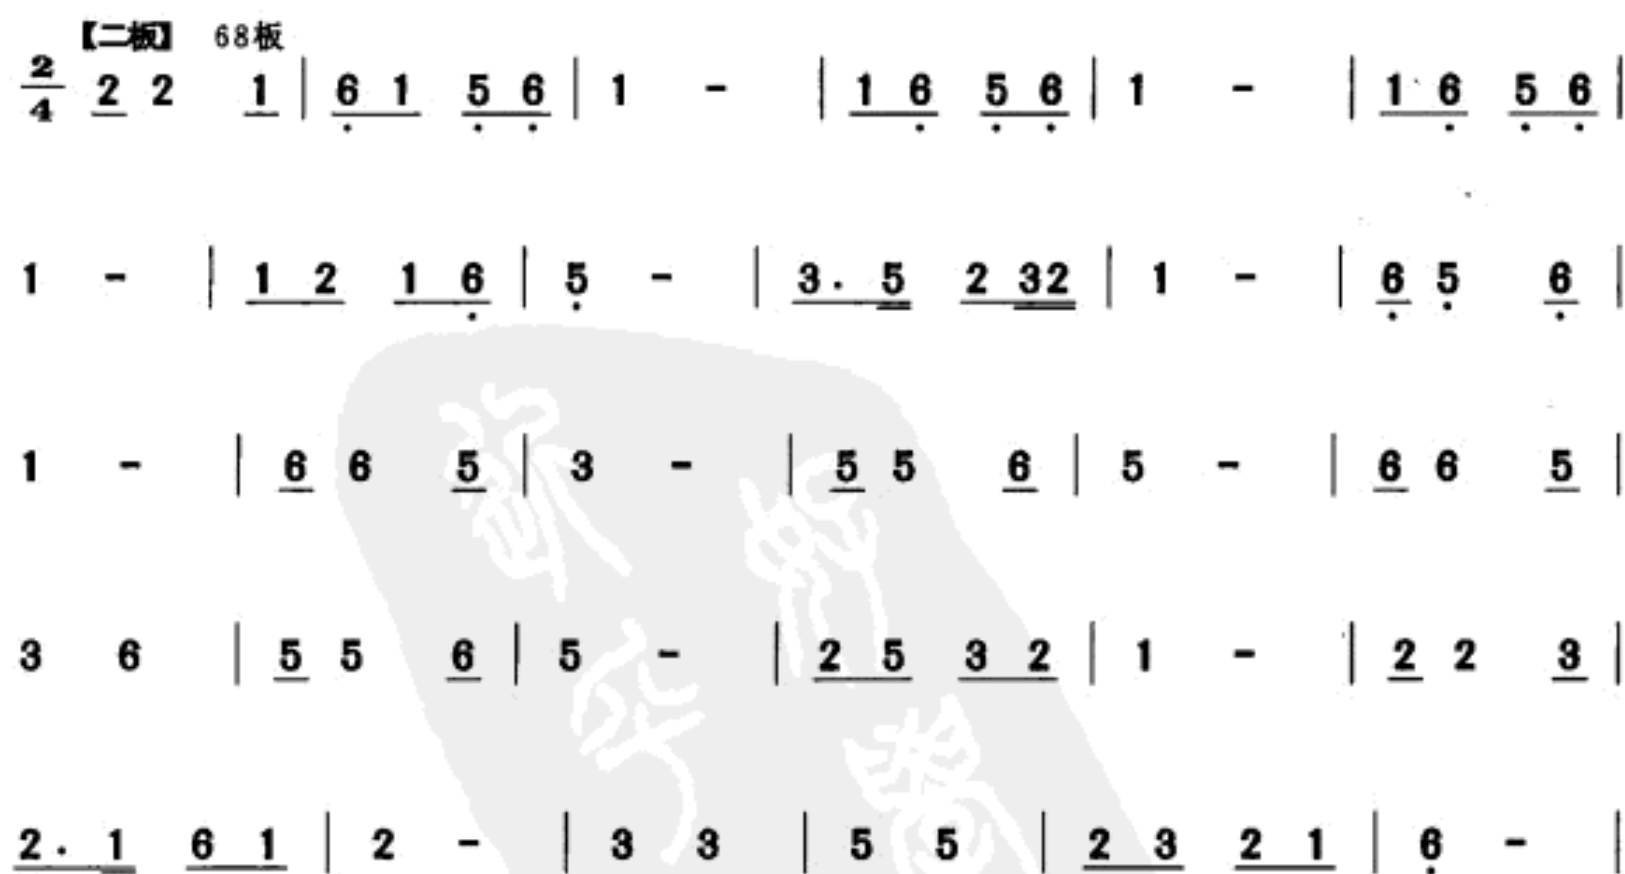 【二板】 68板
2/4 2 2 1 | 6̣ 1 5̣ 6̣ | 1 - | 1 6̣ 5̣ 6̣ | 1 - | 1 6̣ 5̣ 6̣ |
1 - | 1 2 1 6̣ | 5̣ - | 3. 5 2 32 | 1 - | 6̣ 5̣ 6̣ |
1 - | 6 6 5 | 3 - | 5 5 6 | 5 - | 6 6 5 |
3 6 | 5 5 6 | 5 - | 2 5 3 2 | 1 - | 2 2 3 |
2. 1 6 1 | 2 - | 3 3 | 5 5 | 2 3 2 1 | 6̣ - |